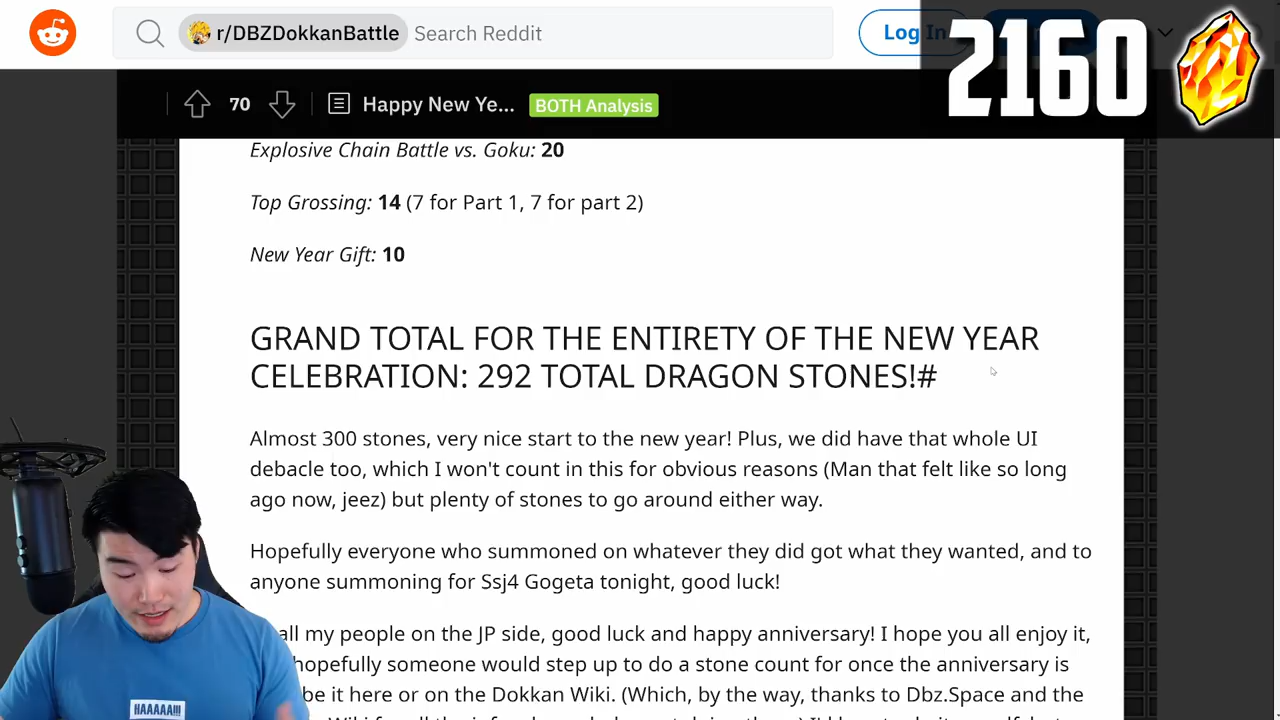 r/DBZDokkanBattle Search Reddit Log In
2160
70 Happy New Ye... BOTH Analysis
Explosive Chain Battle vs. Goku: 20
Top Grossing: 14 (7 for Part 1, 7 for part 2)
New Year Gift: 10
GRAND TOTAL FOR THE ENTIRETY OF THE NEW YEAR
CELEBRATION: 292 TOTAL DRAGON STONES!#
Almost 300 stones, very nice start to the new year! Plus, we did have that whole UI
debacle too, which I won't count in this for obvious reasons (Man that felt like so long
ago now, jeez) but plenty of stones to go around either way.
Hopefully everyone who summoned on whatever they did got what they wanted, and to
anyone summoning for Ssj4 Gogeta tonight, good luck!
all my people on the JP side, good luck and happy anniversary! I hope you all enjoy it,
hopefully someone would step up to do a stone count for once the anniversary is
be it here or on the Dokkan Wiki. (Which, by the way, thanks to Dbz.Space and the
HAAAAA!!!